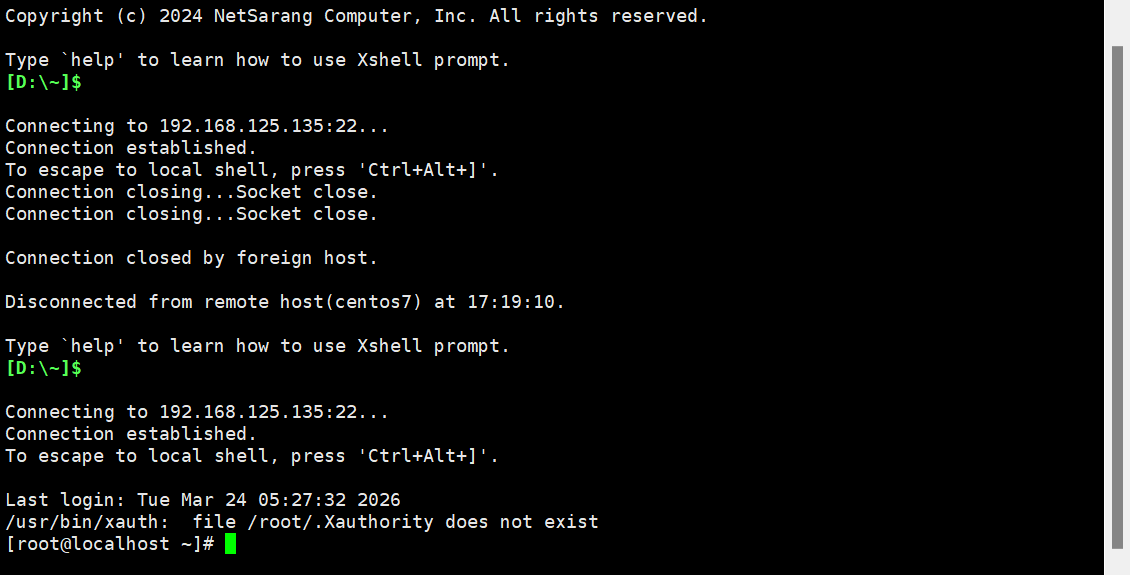 Copyright (c) 2024 NetSarang Computer, Inc. All rights reserved.
Type `help' to learn how to use Xshell prompt.
[D:\~]$
Connecting to 192.168.125.135:22...
Connection established.
To escape to local shell, press 'Ctrl+Alt+]'.
Connection closing...Socket close.
Connection closing...Socket close.
Connection closed by foreign host.
Disconnected from remote host(centos7) at 17:19:10.
Type `help' to learn how to use Xshell prompt.
[D:\~]$
Connecting to 192.168.125.135:22...
Connection established.
To escape to local shell, press 'Ctrl+Alt+]'.
Last login: Tue Mar 24 05:27:32 2026
/usr/bin/xauth:  file /root/.Xauthority does not exist
[root@localhost ~]#